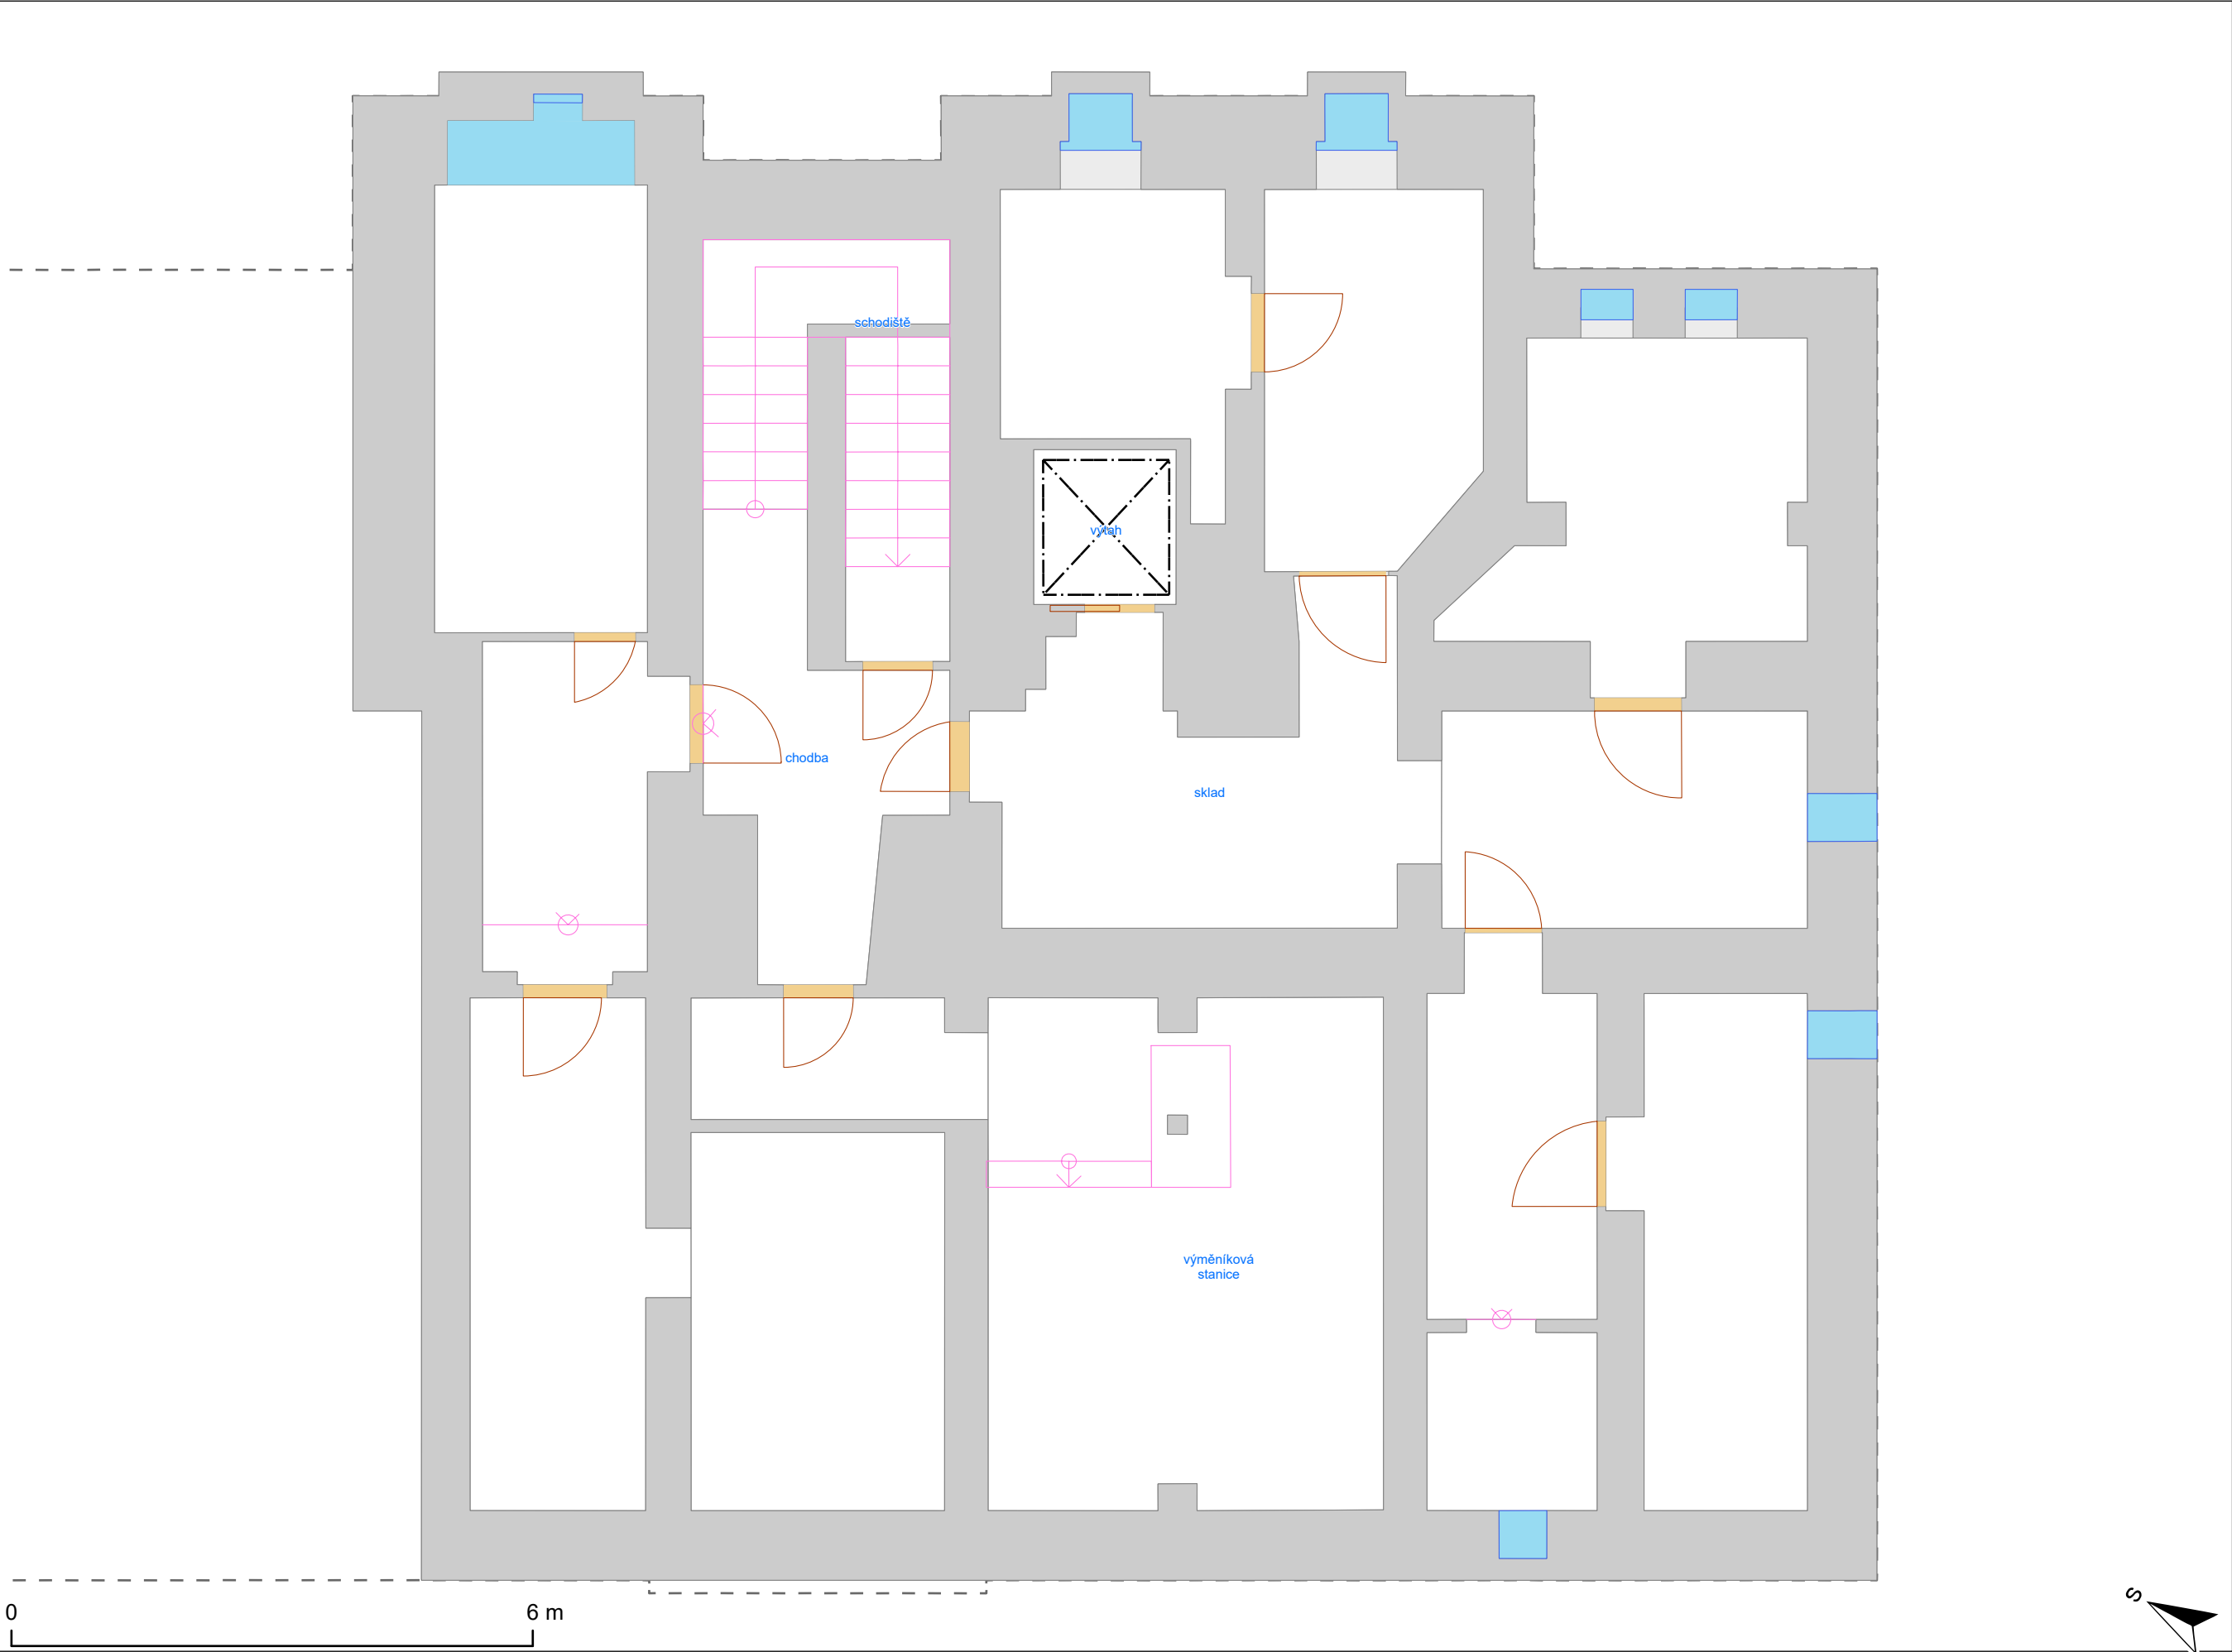 schodiště
výtah
chodba
sklad
výměníková
stanice
0
6 m
S